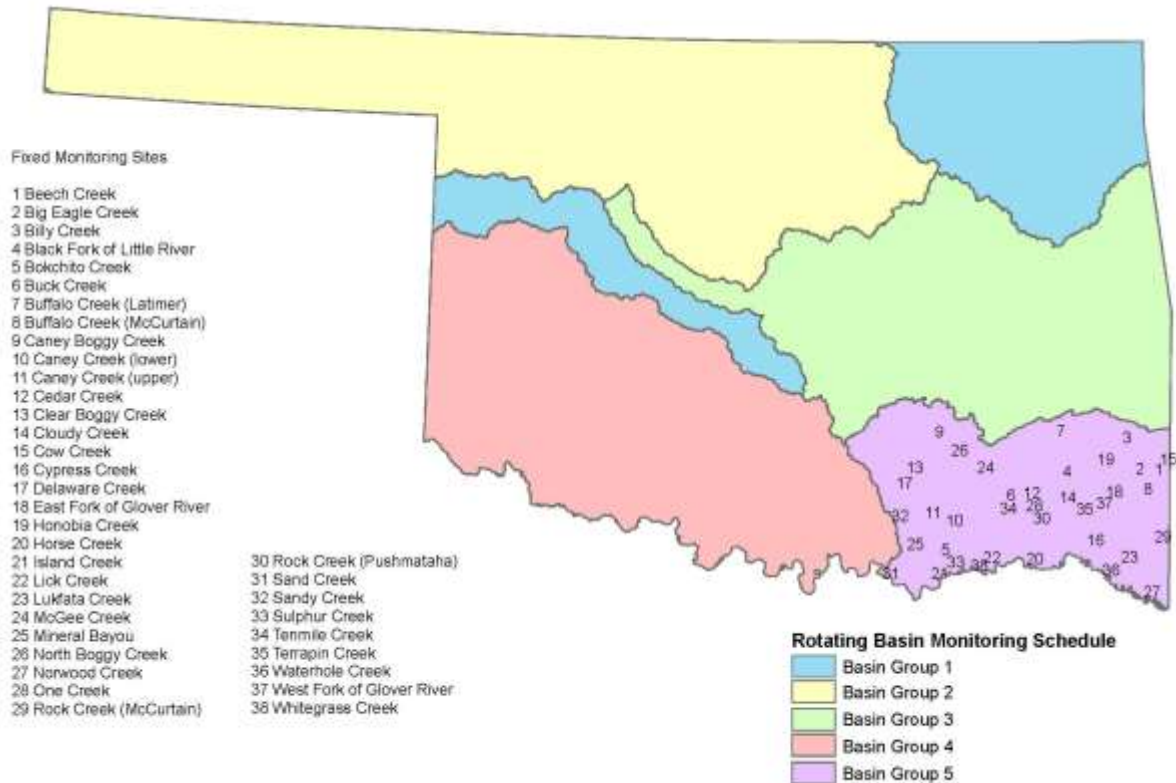 Fixed Monitoring Sites
1 Beech Creek
2 Big Eagle Creek
3 Billy Creek
4 Black Fork of Little River
5 Bokchito Creek
6 Buck Creek
7 Buffalo Creek (Latimer)
8 Buffalo Creek (McCurtain)
9 Caney Boggy Creek
10 Caney Creek (lower)
11 Caney Creek (upper)
12 Cedar Creek
13 Clear Boggy Creek
14 Cloudy Creek
15 Cow Creek
16 Cypress Creek
17 Delaware Creek
18 East Fork of Glover River
19 Honobia Creek
20 Horse Creek
21 Island Creek
22 Lick Creek
23 Lukfata Creek
24 McGee Creek
25 Mineral Bayou
26 North Boggy Creek
27 Norwood Creek
28 One Creek
29 Rock Creek (McCurtain)
30 Rock Creek (Pushmataha)
31 Sand Creek
32 Sandy Creek
33 Sulphur Creek
34 Tenmile Creek
35 Terrapin Creek
36 Waterhole Creek
37 West Fork of Glover River
38 Whitegrass Creek
9
7
3
26
19
15
13
24
4
2
1
17
6
12
14
18
8
34
28
35
37
32
11
10
30
25
5
16
29
33
22
20
23
31
21
38
36
27
Rotating Basin Monitoring Schedule
Basin Group 1
Basin Group 2
Basin Group 3
Basin Group 4
Basin Group 5